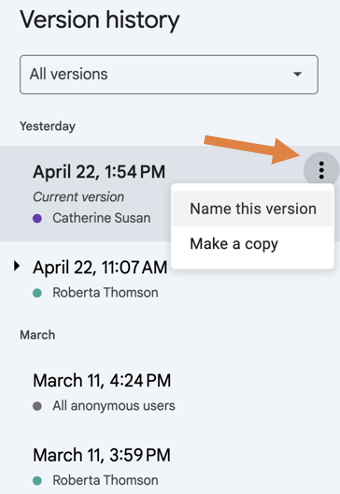 Version history
All versions
Yesterday
April 22, 1:54 PM
Current version
Catherine Susan
Name this version
Make a copy
April 22, 11:07 AM
Roberta Thomson
March
March 11, 4:24 PM
All anonymous users
March 11, 3:59 PM
Roberta Thomson